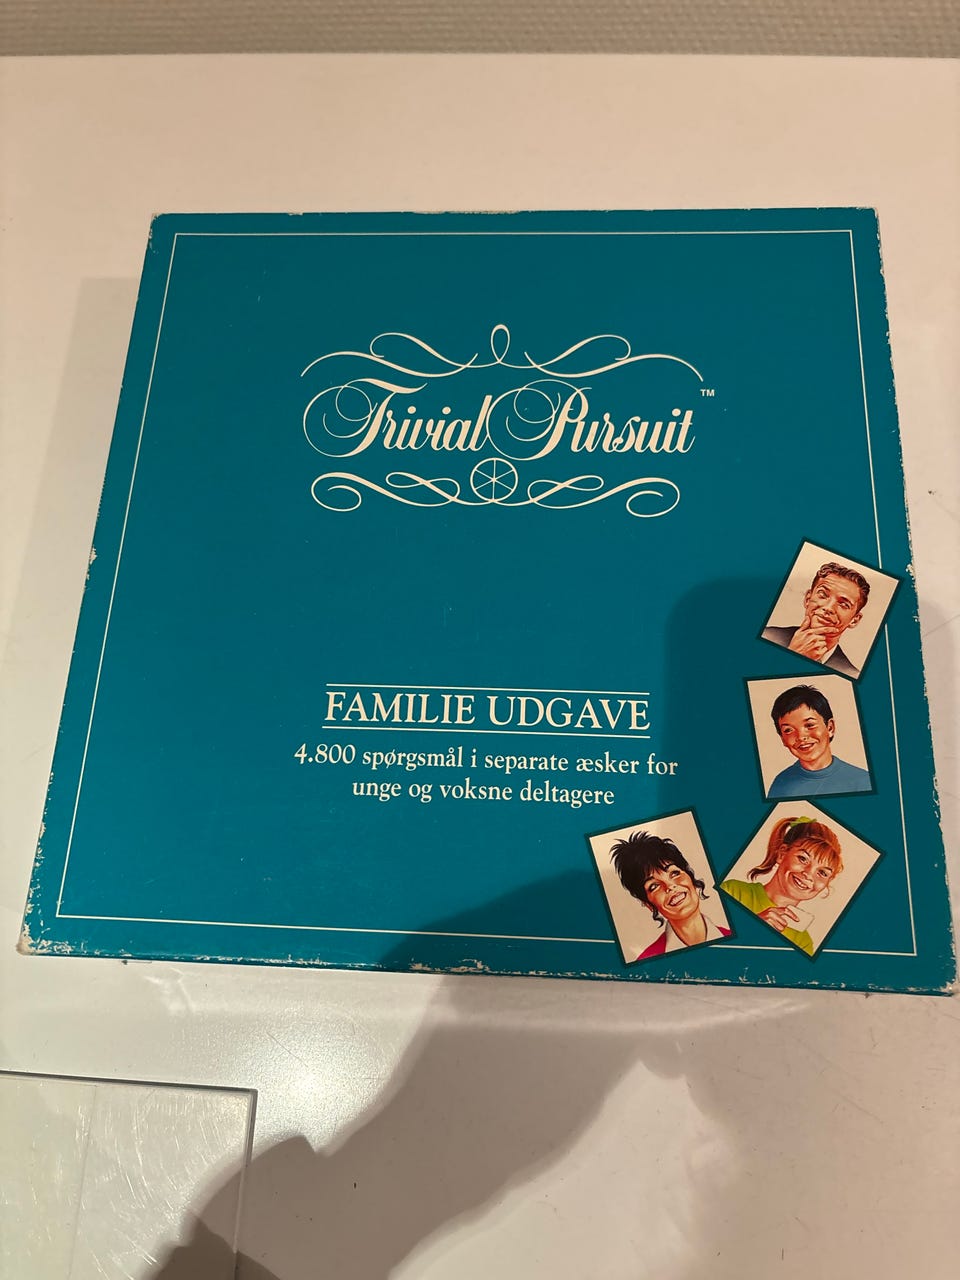 Trivial Pursuit™
FAMILIE UDGAVE
4.800 spørgsmål i separate æsker for
unge og voksne deltagere